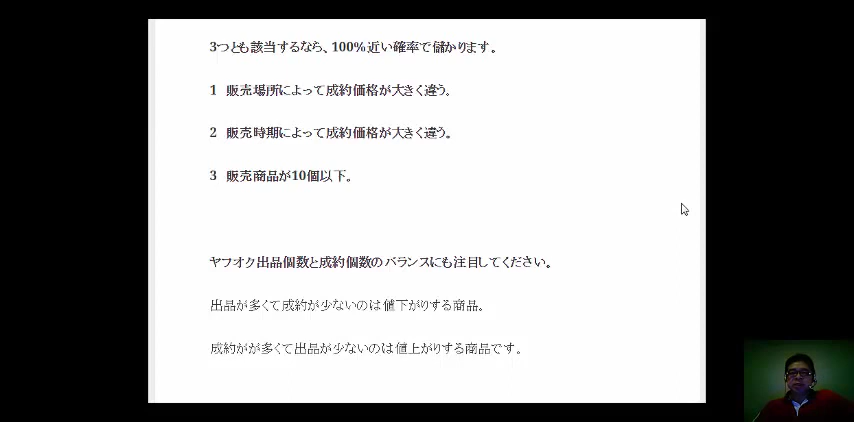 3つとも該当するなら、100%近い確率で儲かります。
1 販売場所によって成約価格が大きく違う。
2 販売時期によって成約価格が大きく違う。
3 販売商品が10個以下。
ヤフオク出品個数と成約個数のバランスにも注目してください。
出品が多くて成約が少ないのは値下がりする商品。
成約がが多くて出品が少ないのは値上がりする商品です。